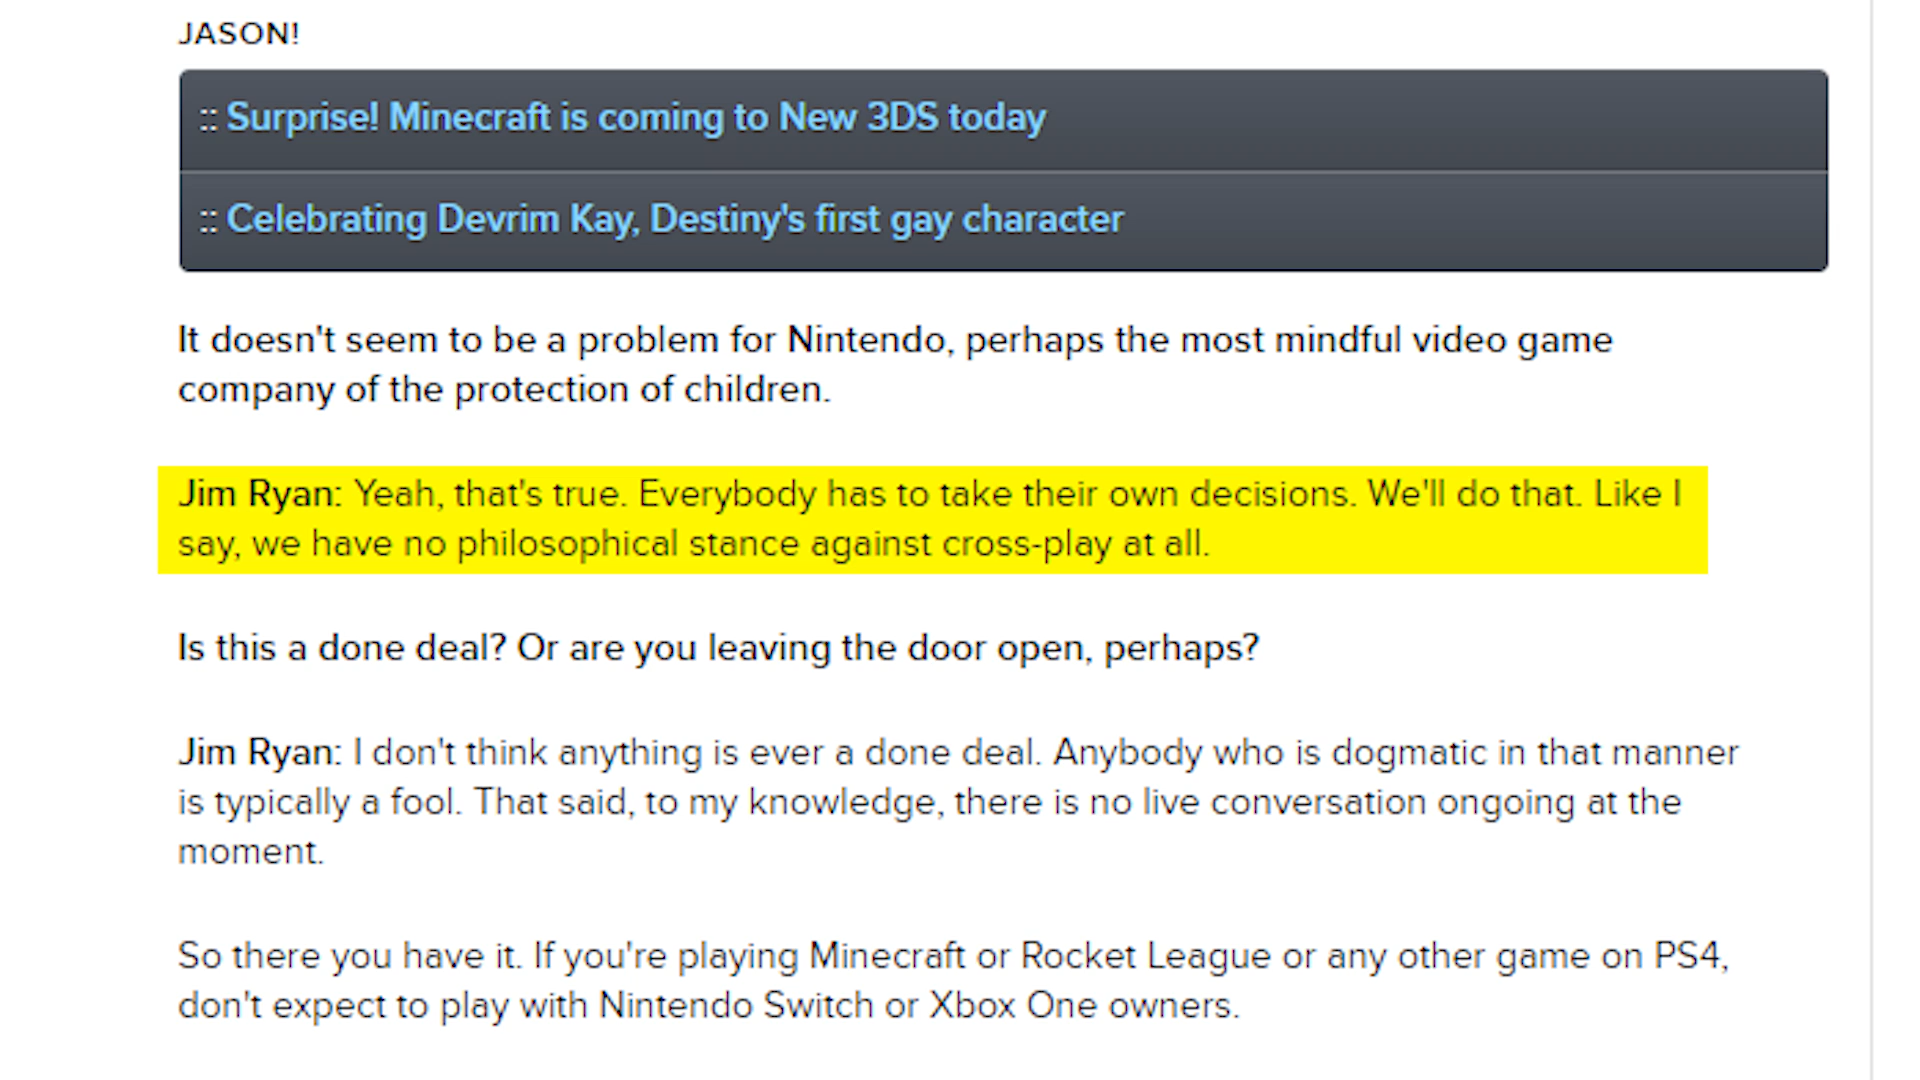 JASON!
:: Surprise! Minecraft is coming to New 3DS today
:: Celebrating Devrim Kay, Destiny's first gay character
It doesn't seem to be a problem for Nintendo, perhaps the most mindful video game
company of the protection of children.
Jim Ryan: Yeah, that's true. Everybody has to take their own decisions. We'll do that. Like I
say, we have no philosophical stance against cross-play at all.
Is this a done deal? Or are you leaving the door open, perhaps?
Jim Ryan: I don't think anything is ever a done deal. Anybody who is dogmatic in that manner
is typically a fool. That said, to my knowledge, there is no live conversation ongoing at the
moment.
So there you have it. If you're playing Minecraft or Rocket League or any other game on PS4,
don't expect to play with Nintendo Switch or Xbox One owners.